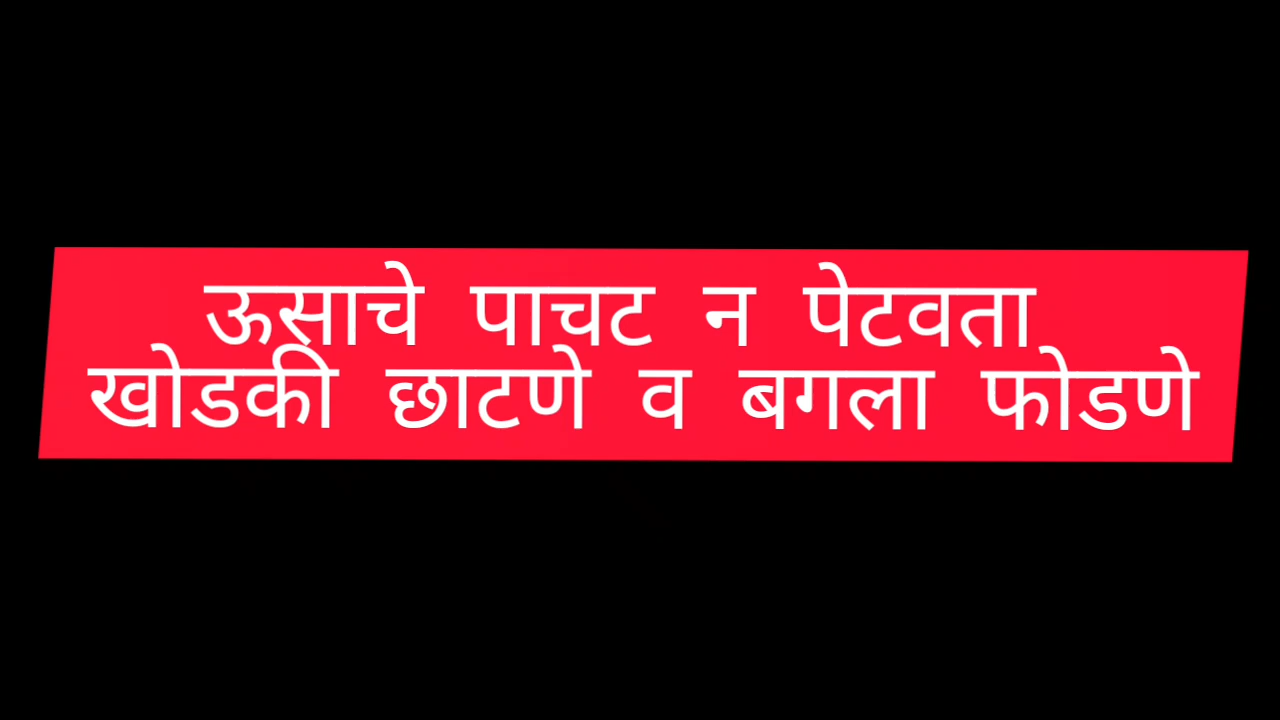 ऊसाचे पाचट न पेटवता
खोडकी छाटणे व बगला फोडणे